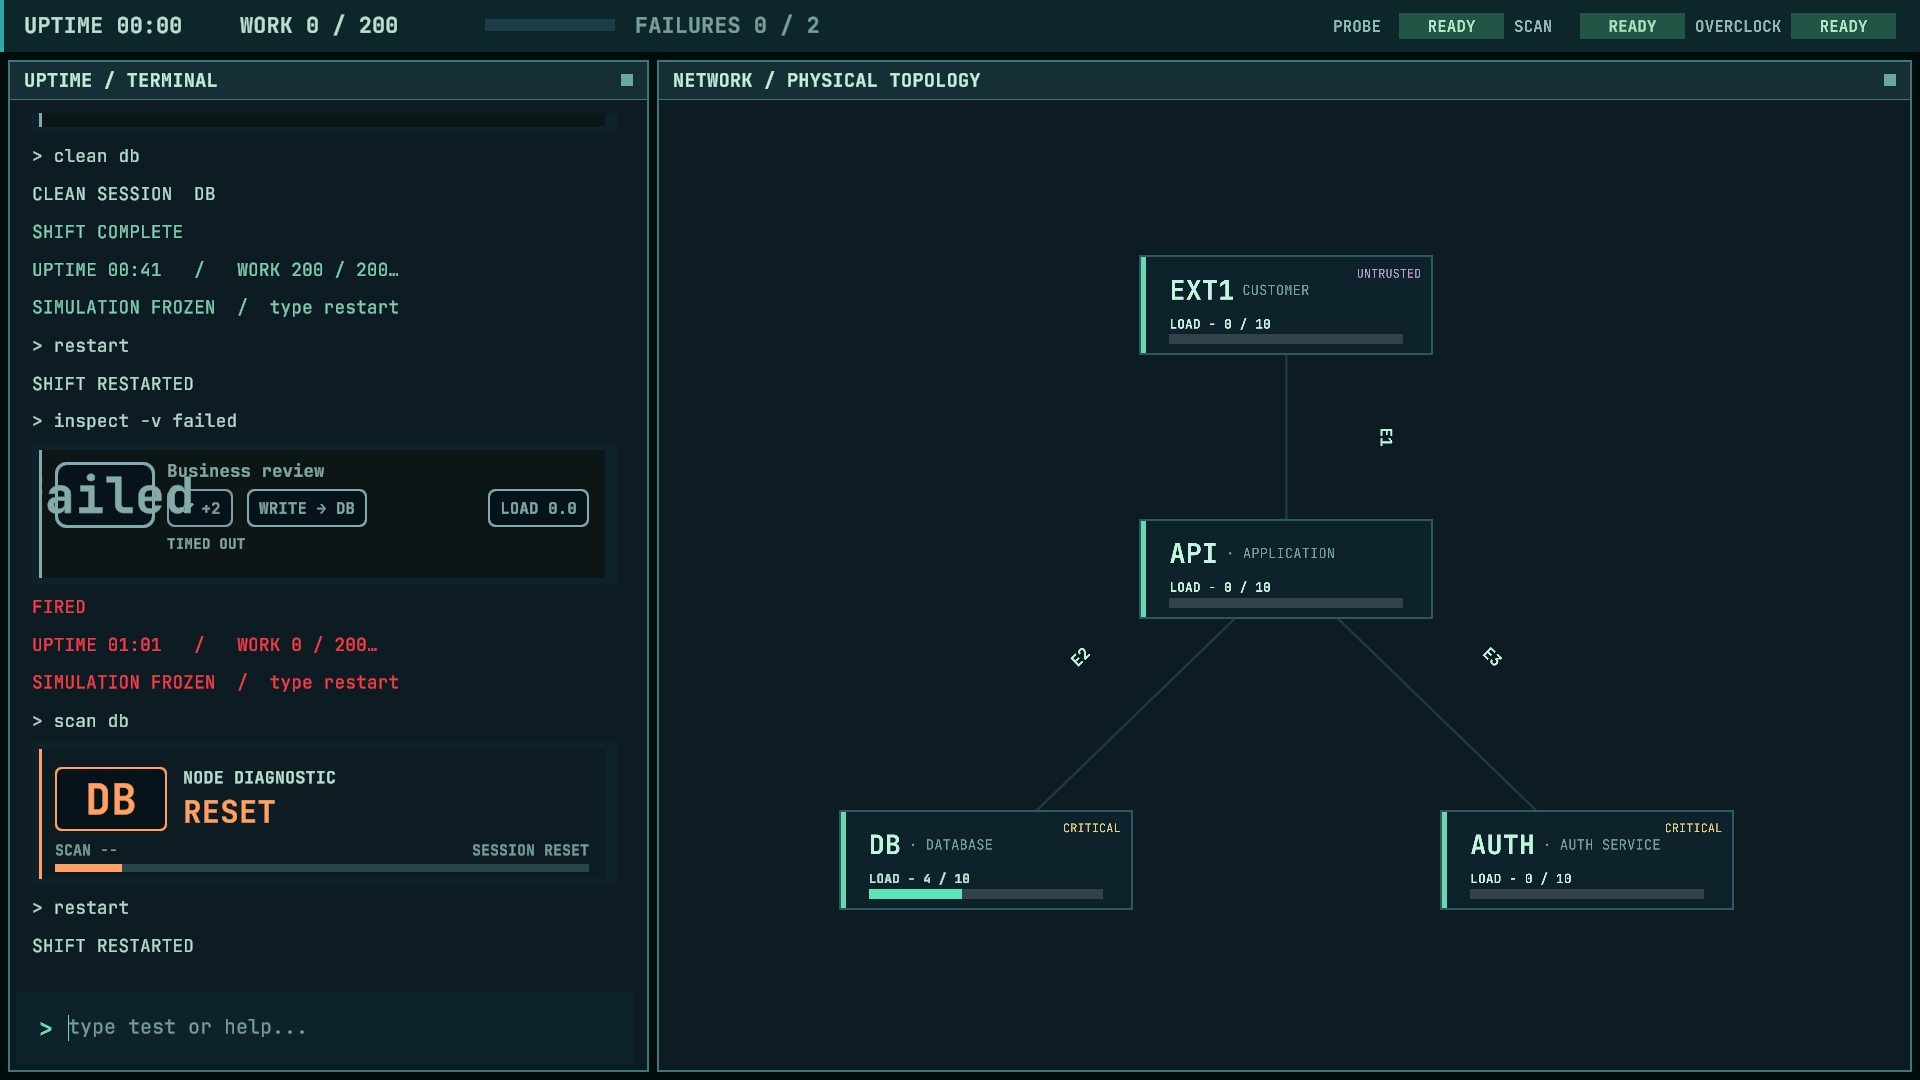 UPTIME 00:00 WORK 0 / 200 FAILURES 0 / 2 PROBE READY SCAN READY OVERCLOCK READY
UPTIME / TERMINAL
> clean db
CLEAN SESSION DB
SHIFT COMPLETE
UPTIME 00:41 / WORK 200 / 200…
SIMULATION FROZEN / type restart
> restart
SHIFT RESTARTED
> inspect -v failed
ailed
Business review
+2 WRITE → DB LOAD 0.0
TIMED OUT
FIRED
UPTIME 01:01 / WORK 0 / 200…
SIMULATION FROZEN / type restart
> scan db
DB
NODE DIAGNOSTIC
RESET
SCAN -- SESSION RESET
> restart
SHIFT RESTARTED
> type test or help...
NETWORK / PHYSICAL TOPOLOGY
UNTRUSTED
EXT1 CUSTOMER
LOAD - 0 / 10
E1
API · APPLICATION
LOAD - 0 / 10
E2
E3
CRITICAL
DB · DATABASE
LOAD - 4 / 10
CRITICAL
AUTH · AUTH SERVICE
LOAD - 0 / 10